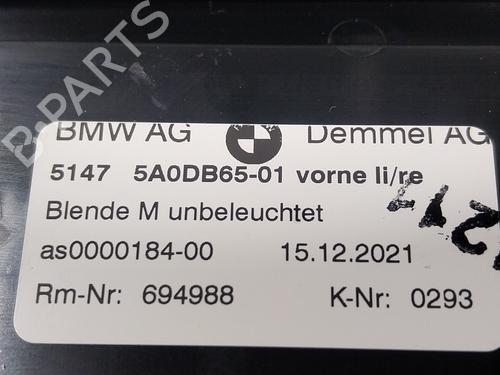 B-PARTS
BMW AG Demmel AG
5147 5A0DB65-01 vorne li/re
Blende M unbeleuchtet
as0000184-00 15.12.2021
Rm-Nr: 694988 K-Nr: 0293